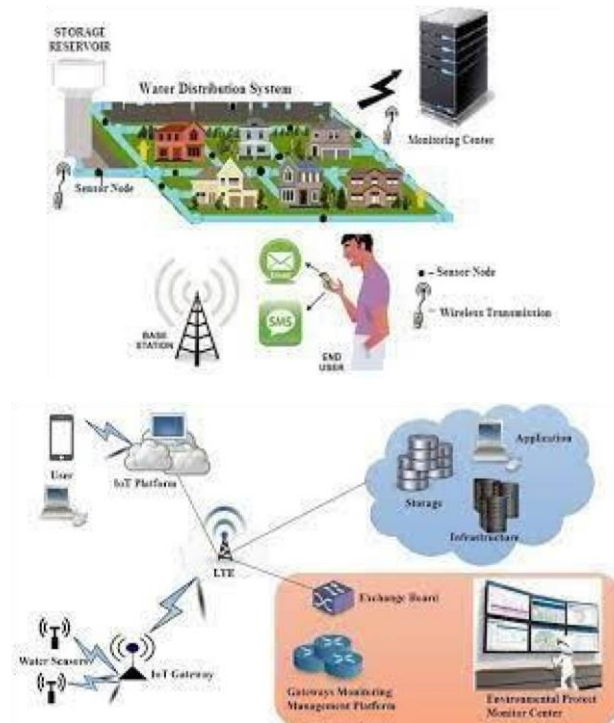 STORAGE
RESERVOIR
Water Distribution System
Monitoring Center
Sensor Node
Email
SMS
BASE
STATION
END
USER
- Sensor Node
- Wireless Transmission
User
IoT Platform
Application
Storage
Infrastructure
LTE
Exchange Board
Water Sensors
IoT Gateway
Gateways Monitoring
Management Platform
Environmental Protect
Monitor Center